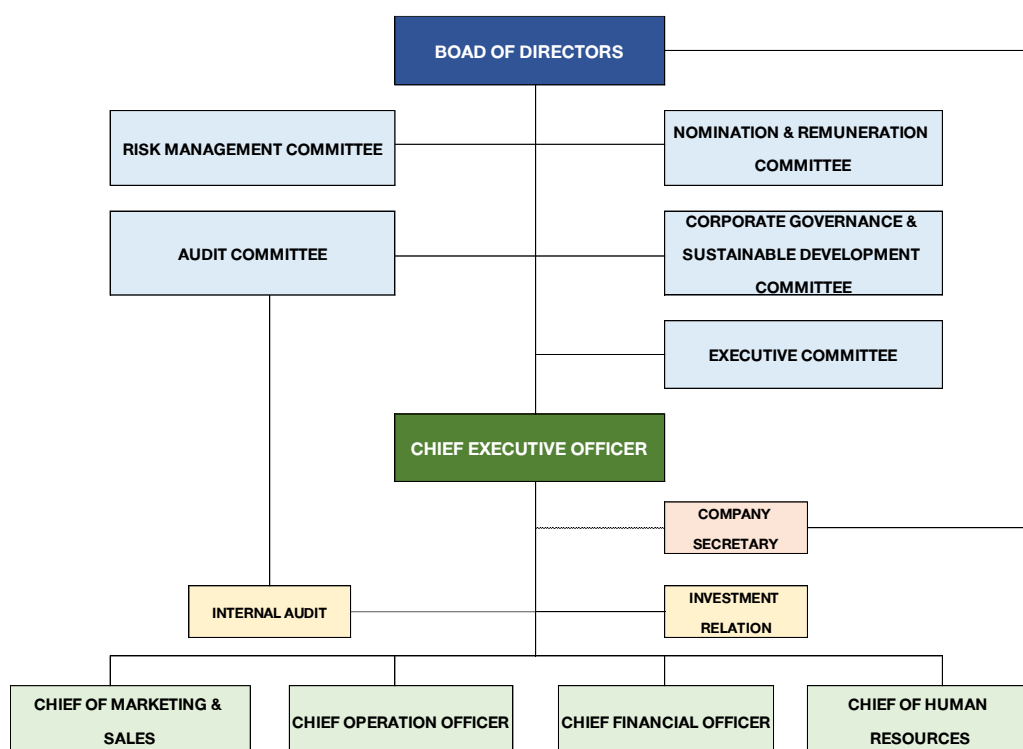 BOAD OF DIRECTORS
RISK MANAGEMENT COMMITTEE
NOMINATION & REMUNERATION
COMMITTEE
AUDIT COMMITTEE
CORPORATE GOVERNANCE &
SUSTAINABLE DEVELOPMENT
COMMITTEE
EXECUTIVE COMMITTEE
CHIEF EXECUTIVE OFFICER
COMPANY
SECRETARY
INTERNAL AUDIT
INVESTMENT
RELATION
CHIEF OF MARKETING &
SALES
CHIEF OPERATION OFFICER
CHIEF FINANCIAL OFFICER
CHIEF OF HUMAN
RESOURCES